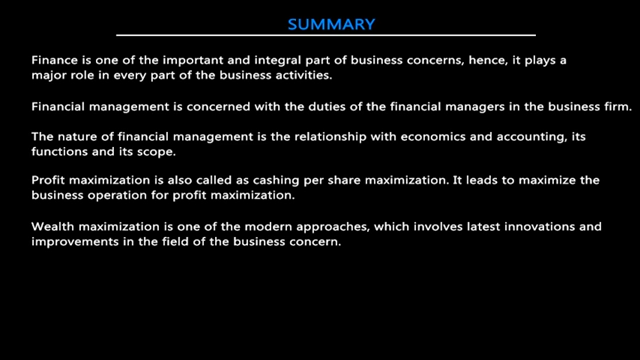 SUMMARY
Finance is one of the important and integral part of business concerns, hence, it plays a
major role in every part of the business activities.
Financial management is concerned with the duties of the financial managers in the business firm.
The nature of financial management is the relationship with economics and accounting, its
functions and its scope.
Profit maximization is also called as cashing per share maximization. It leads to maximize the
business operation for profit maximization.
Wealth maximization is one of the modern approaches, which involves latest innovations and
improvements in the field of the business concern.